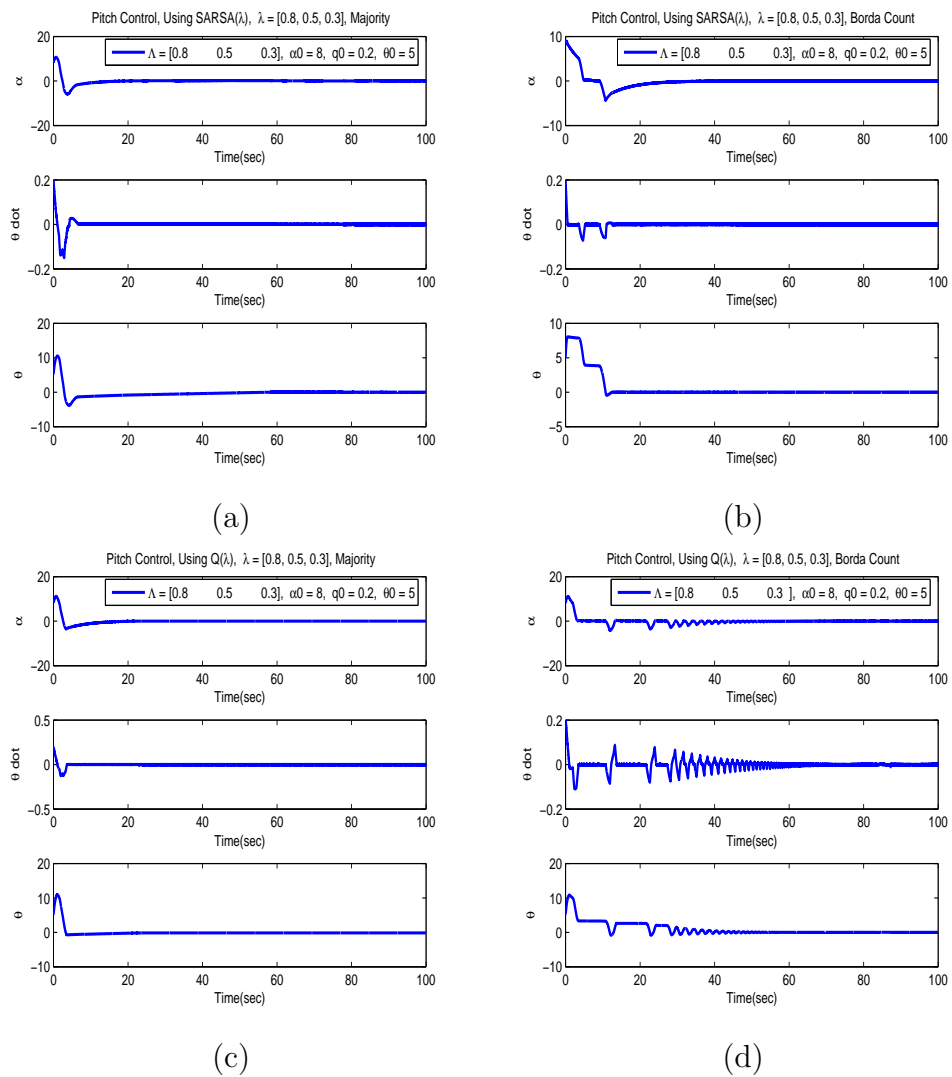 Pitch Control, Using SARSA(λ), λ = [0.8, 0.5, 0.3], Majority
20
0
−20
α
Λ = [0.8 0.5 0.3], α0 = 8, q0 = 0.2, θ0 = 5
0 20 40 60 80 100
Time(sec)
0.2
0
−0.2
θ dot
0 20 40 60 80 100
Time(sec)
20
10
0
−10
θ
0 20 40 60 80 100
Time(sec)
(a)
Pitch Control, Using SARSA(λ), λ = [0.8, 0.5, 0.3], Borda Count
10
0
−10
α
Λ = [0.8 0.5 0.3], α0 = 8, q0 = 0.2, θ0 = 5
0 20 40 60 80 100
Time(sec)
0.2
0
−0.2
θ dot
0 20 40 60 80 100
Time(sec)
10
5
0
−5
θ
0 20 40 60 80 100
Time(sec)
(b)
Pitch Control, Using Q(λ), λ = [0.8, 0.5, 0.3], Majority
20
0
−20
α
Λ = [0.8 0.5 0.3], α0 = 8, q0 = 0.2, θ0 = 5
0 20 40 60 80 100
Time(sec)
0.5
0
−0.5
θ dot
0 20 40 60 80 100
Time(sec)
20
10
0
−10
θ
0 20 40 60 80 100
Time(sec)
(c)
Pitch Control, Using Q(λ), λ = [0.8, 0.5, 0.3], Borda Count
20
0
−20
α
Λ = [0.8 0.5 0.3 ], α0 = 8, q0 = 0.2, θ0 = 5
0 20 40 60 80 100
Time(sec)
0.2
0
−0.2
θ dot
0 20 40 60 80 100
Time(sec)
20
10
0
−10
θ
0 20 40 60 80 100
Time(sec)
(d)